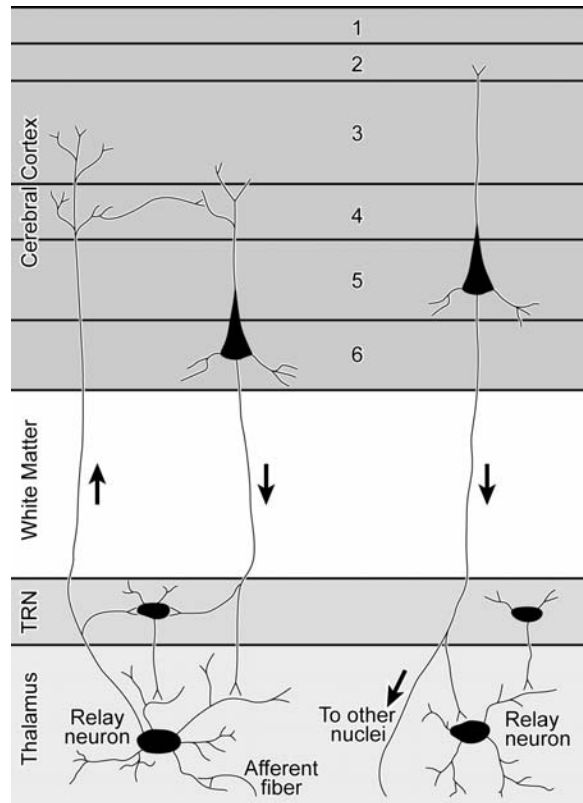 1
2
3
4
5
6
Cerebral Cortex
White Matter
TRN
Thalamus
Relay
neuron
Afferent
fiber
To other
nuclei
Relay
neuron